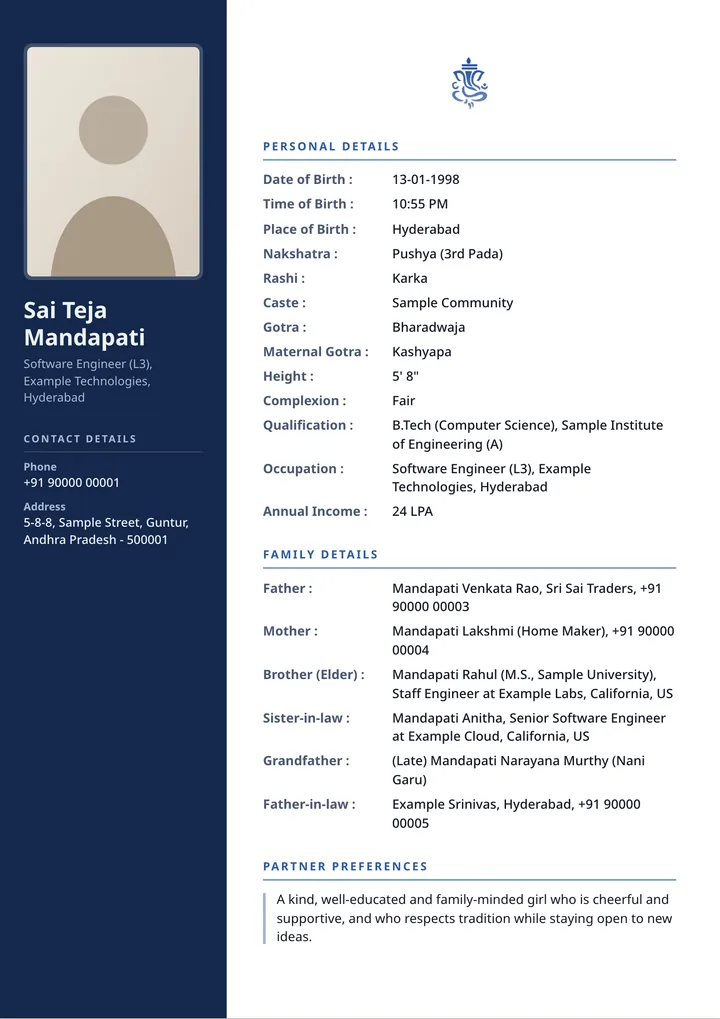 Sai Teja
Mandapati
Software Engineer (L3),
Example Technologies,
Hyderabad
CONTACT DETAILS
Phone
+91 90000 00001
Address
5-8-8, Sample Street, Guntur,
Andhra Pradesh - 500001
PERSONAL DETAILS
Date of Birth : 13-01-1998
Time of Birth : 10:55 PM
Place of Birth : Hyderabad
Nakshatra : Pushya (3rd Pada)
Rashi : Karka
Caste : Sample Community
Gotra : Bharadwaja
Maternal Gotra : Kashyapa
Height : 5' 8"
Complexion : Fair
Qualification : B.Tech (Computer Science), Sample Institute
of Engineering (A)
Occupation : Software Engineer (L3), Example
Technologies, Hyderabad
Annual Income : 24 LPA
FAMILY DETAILS
Father : Mandapati Venkata Rao, Sri Sai Traders, +91
90000 00003
Mother : Mandapati Lakshmi (Home Maker), +91 90000
00004
Brother (Elder) : Mandapati Rahul (M.S., Sample University),
Staff Engineer at Example Labs, California, US
Sister-in-law : Mandapati Anitha, Senior Software Engineer
at Example Cloud, California, US
Grandfather : (Late) Mandapati Narayana Murthy (Nani
Garu)
Father-in-law : Example Srinivas, Hyderabad, +91 90000
00005
PARTNER PREFERENCES
A kind, well-educated and family-minded girl who is cheerful and
supportive, and who respects tradition while staying open to new
ideas.